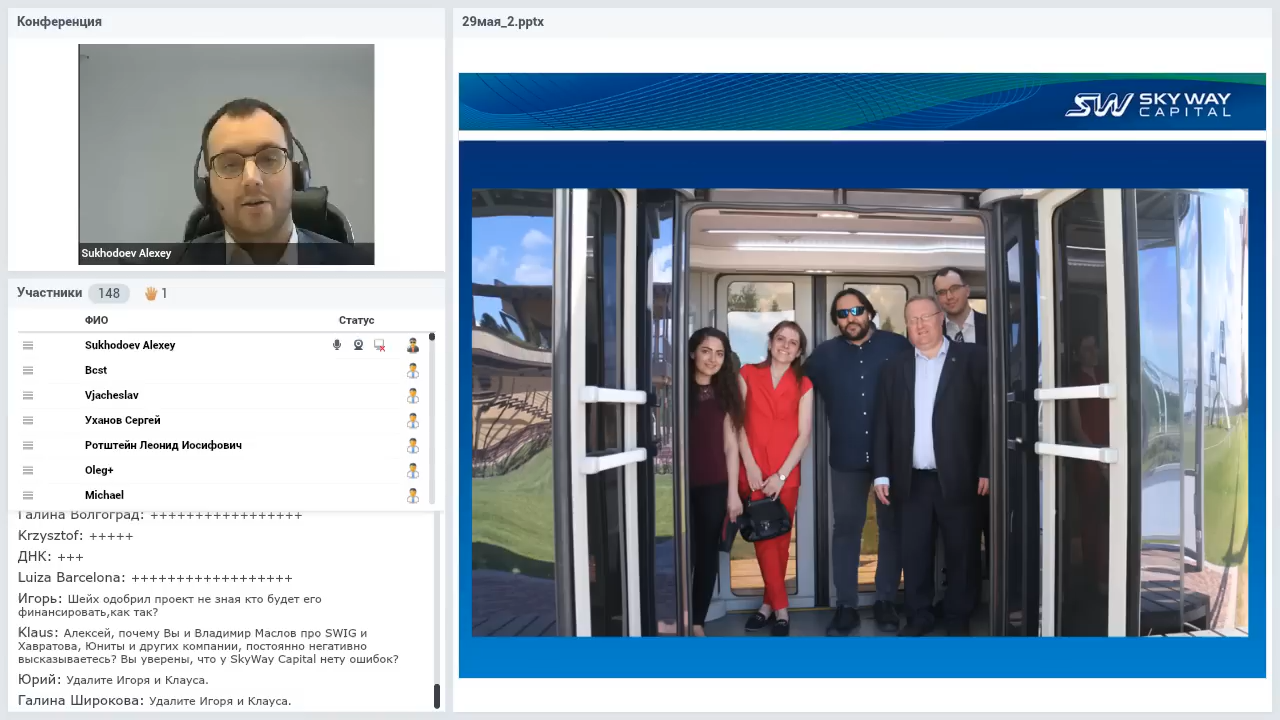 Конференция
Sukhodoev Alexey
Участники 148 1
ФИО Статус
Sukhodoev Alexey
Bcst
Vjacheslav
Уханов Сергей
Ротштейн Леонид Иосифович
Oleg+
Michael
Галина Волгоград: +++++++++++++++++
Krzysztof: +++++
ДНК: +++
Luiza Barcelona: ++++++++++++++++++
Игорь: Шейх одобрил проект не зная кто будет его
финансировать,как так?
Klaus: Алексей, почему Вы и Владимир Маслов про SWIG и
Хавратова, Юниты и других компании, постоянно негативно
высказываетесь? Вы уверены, что у SkyWay Capital нету ошибок?
Юрий: Удалите Игоря и Клауса.
Галина Широкова: Удалите Игоря и Клауса.
29мая_2.pptx
SW SKY WAY
CAPITAL